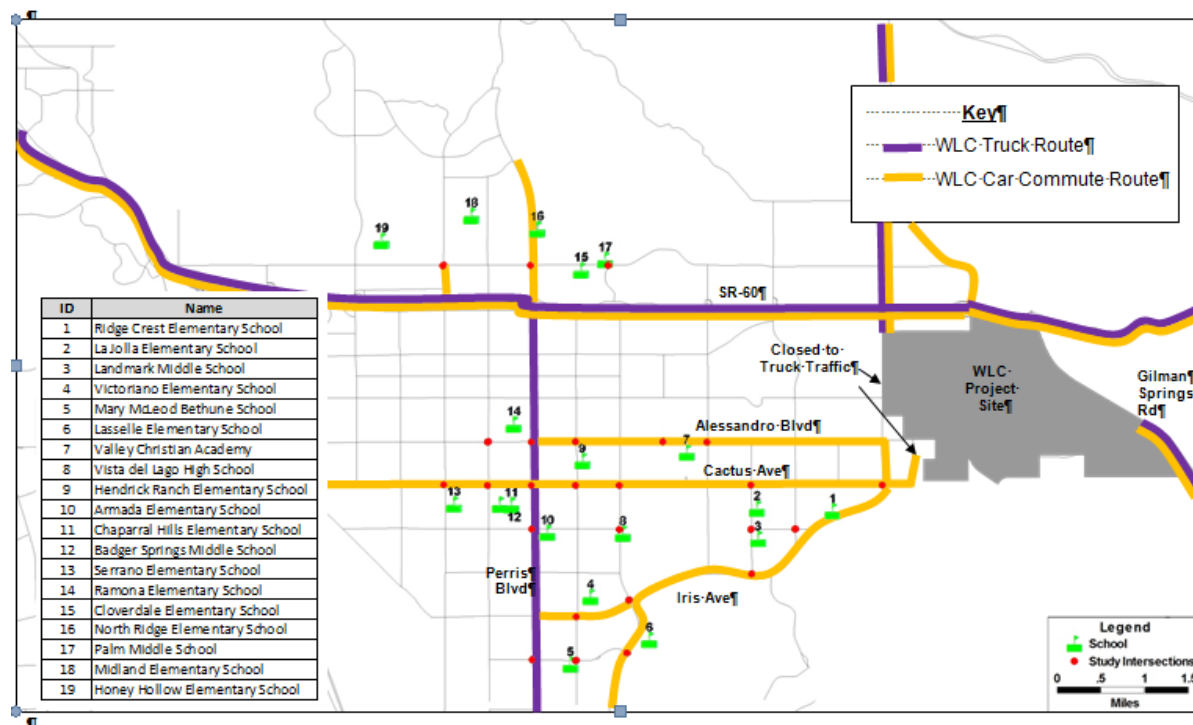 ¶
Key¶
WLC·Truck·Route¶
WLC·Car·Commute·Route¶
18
19
16
17
15
SR-60¶
ID Name
1 Ridge Crest Elementary School
2 LaJolla Elementary School
3 Landmark Middle School
4 Victoriano Elementary School
5 Mary McLeod Bethune School
6 Lasselle Elementary School
7 Valley Christian Academy
8 Vista del Lago High School
9 Hendrick Ranch Elementary School
10 Armada Elementary School
11 Chaparral Hills Elementary School
12 Badger Springs Middle School
13 Serrano Elementary School
14 Ramona Elementary School
15 Cloverdale Elementary School
16 North Ridge Elementary School
17 Palm Middle School
18 Midland Elementary School
19 Honey Hollow Elementary School
Closed·to·
Truck·Traffic¶
WLC·
Project·
Site¶
Gilman¶
Springs
Rd¶
14
Alessandro·Blvd¶
7
9
Cactus·Ave¶
13
11
12
2
1
10
8
3
Perris¶
Blvd¶
4
Iris·Ave¶
6
5
Legend
School
Study Intersections
0 .5 1 1.5
Miles
¶